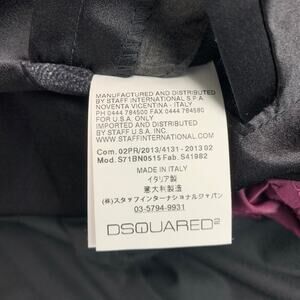 MANUFACTURED AND DISTRIBUTED
BY STAFF INTERNATIONAL S.P.A.
NOVENTA VICENTINA - ITALY
PH 0444 784500 FAX 0444 784580
FOR U.S.A. ONLY
IMPORTED AND DISTRIBUTED
BY STAFF U.S.A. INC.
WWW.STAFFINTERNATIONAL.COM
Com. 02PR/2013/4131 - 2013 02
Mod. S71BN0515 Fab. S41982
MADE IN ITALY
イタリア製
意大利製造
(株)スタッフインターナショナルジャパン
03-5794-9931
DSQUARED2